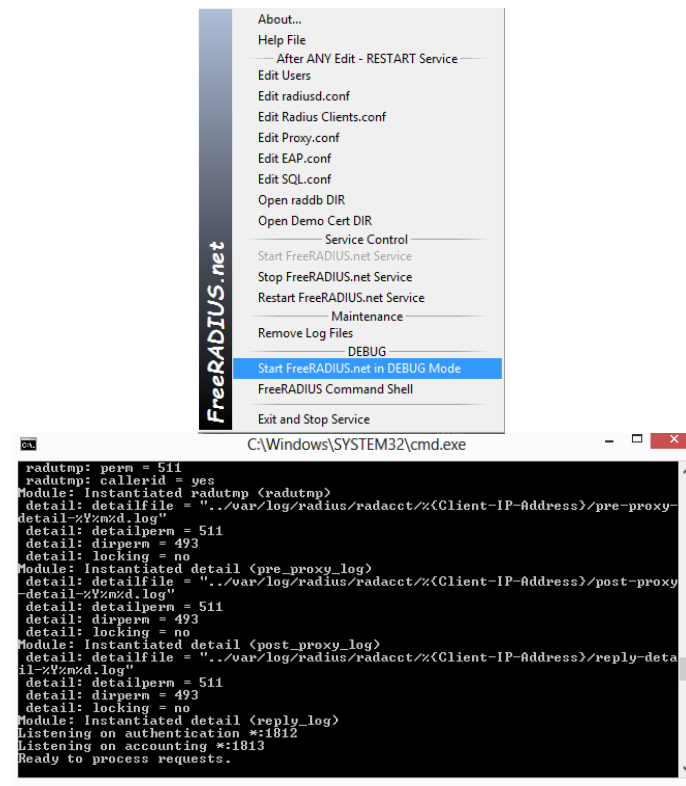 About...
Help File
After ANY Edit - RESTART Service
Edit Users
Edit radiusd.conf
Edit Radius Clients.conf
Edit Proxy.conf
Edit EAP.conf
Edit SQL.conf
Open raddb DIR
Open Demo Cert DIR
Service Control
Start FreeRADIUS.net Service
Stop FreeRADIUS.net Service
Restart FreeRADIUS.net Service
Maintenance
Remove Log Files
DEBUG
Start FreeRADIUS.net in DEBUG Mode
FreeRADIUS Command Shell
Exit and Stop Service
FreeRADIUS.net
C:\Windows\SYSTEM32\cmd.exe
radutmp: perm = 511
radutmp: callerid = yes
Module: Instantiated radutmp (radutmp)
detail: detailfile = "../var/log/radius/radacct/%{Client-IP-Address}/pre-proxy-
detail-%Y%m%d.log"
detail: detailperm = 511
detail: dirperm = 493
detail: locking = no
Module: Instantiated detail (pre_proxy_log)
detail: detailfile = "../var/log/radius/radacct/%{Client-IP-Address}/post-proxy
-detail-%Y%m%d.log"
detail: detailperm = 511
detail: dirperm = 493
detail: locking = no
Module: Instantiated detail (post_proxy_log)
detail: detailfile = "../var/log/radius/radacct/%{Client-IP-Address}/reply-deta
il-%Y%m%d.log"
detail: detailperm = 511
detail: dirperm = 493
detail: locking = no
Module: Instantiated detail (reply_log)
Listening on authentication *:1812
Listening on accounting *:1813
Ready to process requests.